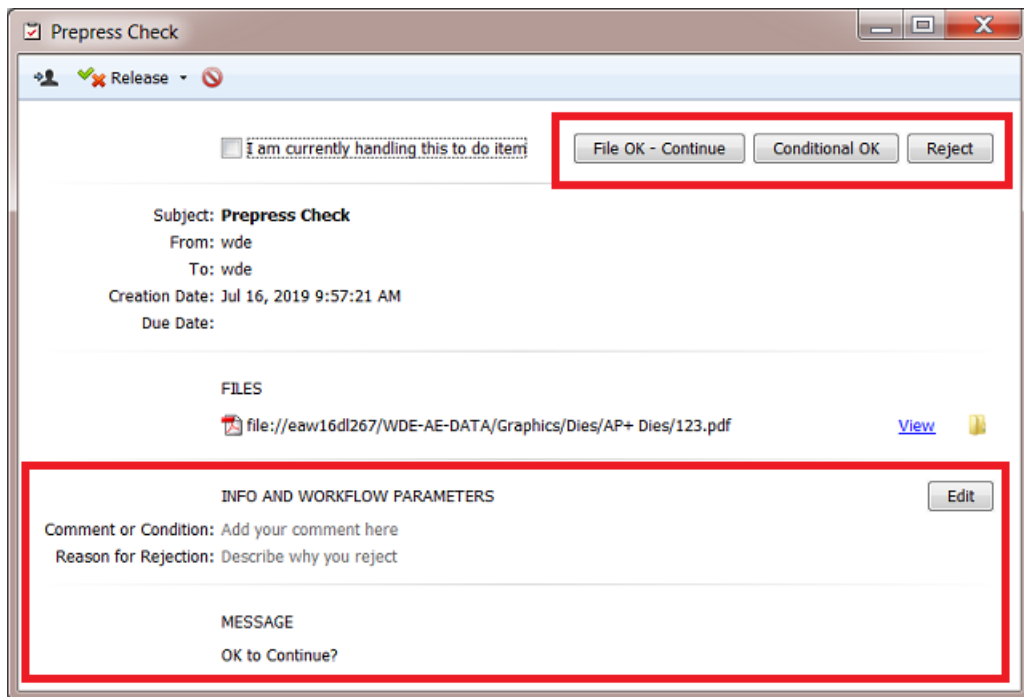 Prepress Check
Release
I am currently handling this to do item
File OK - Continue
Conditional OK
Reject
Subject: Prepress Check
From: wde
To: wde
Creation Date: Jul 16, 2019 9:57:21 AM
Due Date:
FILES
file://eaw16dl267/WDE-AE-DATA/Graphics/Dies/AP+ Dies/123.pdf View
INFO AND WORKFLOW PARAMETERS Edit
Comment or Condition: Add your comment here
Reason for Rejection: Describe why you reject
MESSAGE
OK to Continue?